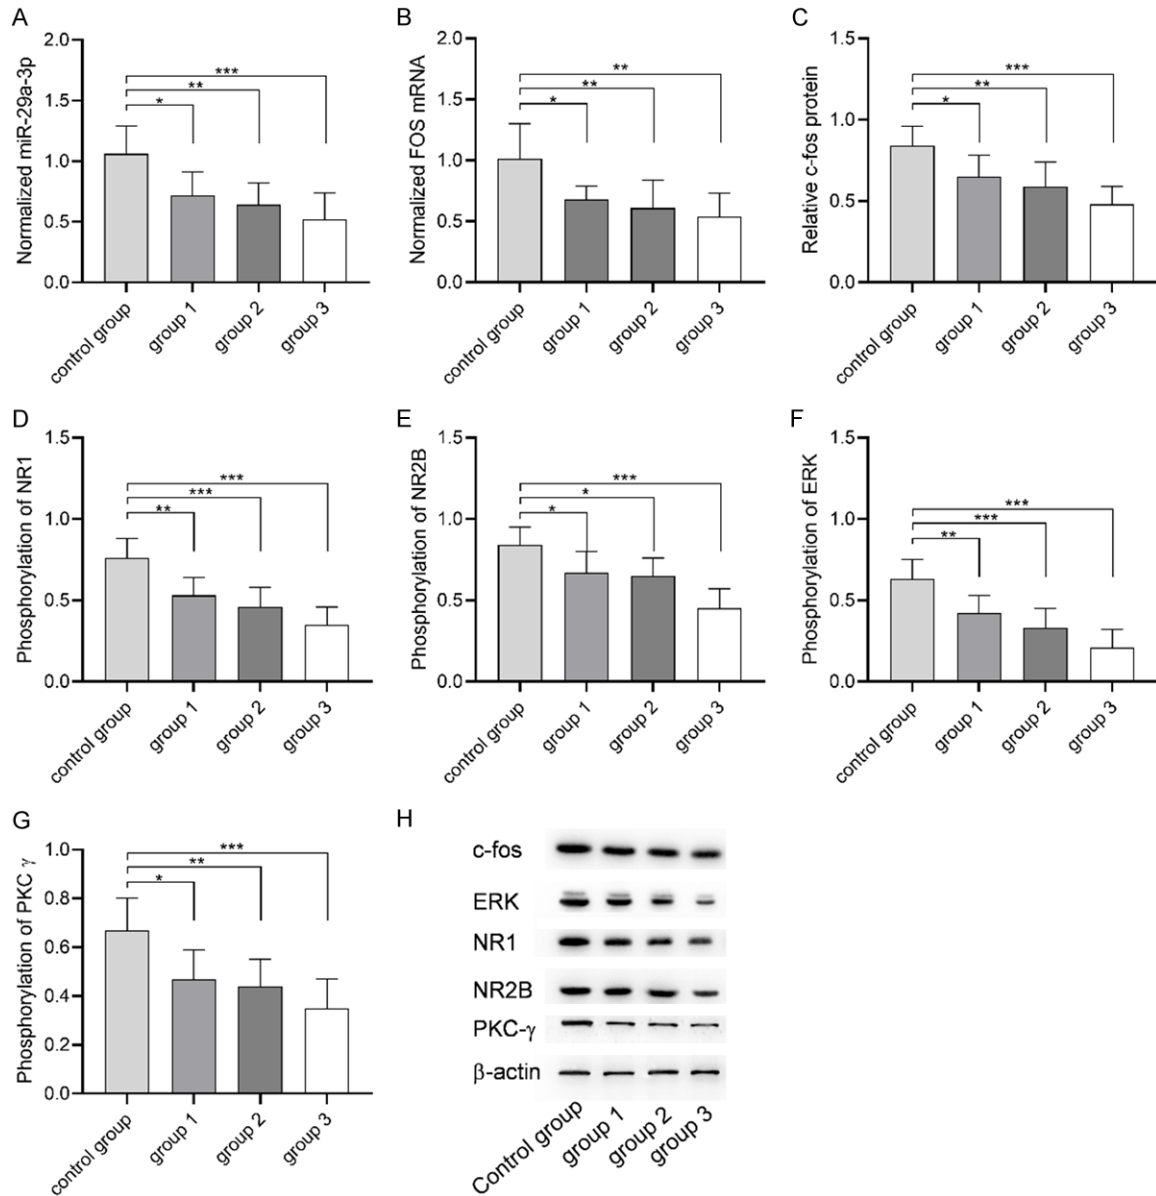 A
Normalized miR-29a-3p
2.0
1.5
1.0
0.5
0.0
***
**
*
control group
group 1
group 2
group 3
B
Normalized FOS mRNA
2.0
1.5
1.0
0.5
0.0
**
**
*
control group
group 1
group 2
group 3
C
Relative c-fos protein
1.5
1.0
0.5
0.0
***
**
*
control group
group 1
group 2
group 3
D
Phosphorylation of NR1
1.5
1.0
0.5
0.0
***
***
**
control group
group 1
group 2
group 3
E
Phosphorylation of NR2B
1.5
1.0
0.5
0.0
***
*
*
control group
group 1
group 2
group 3
F
Phosphorylation of ERK
1.5
1.0
0.5
0.0
***
***
**
control group
group 1
group 2
group 3
G
Phosphorylation of PKC γ
1.0
0.8
0.6
0.4
0.2
0.0
***
**
*
control group
group 1
group 2
group 3
H
c-fos
ERK
NR1
NR2B
PKC-γ
β-actin
Control group
group 1
group 2
group 3